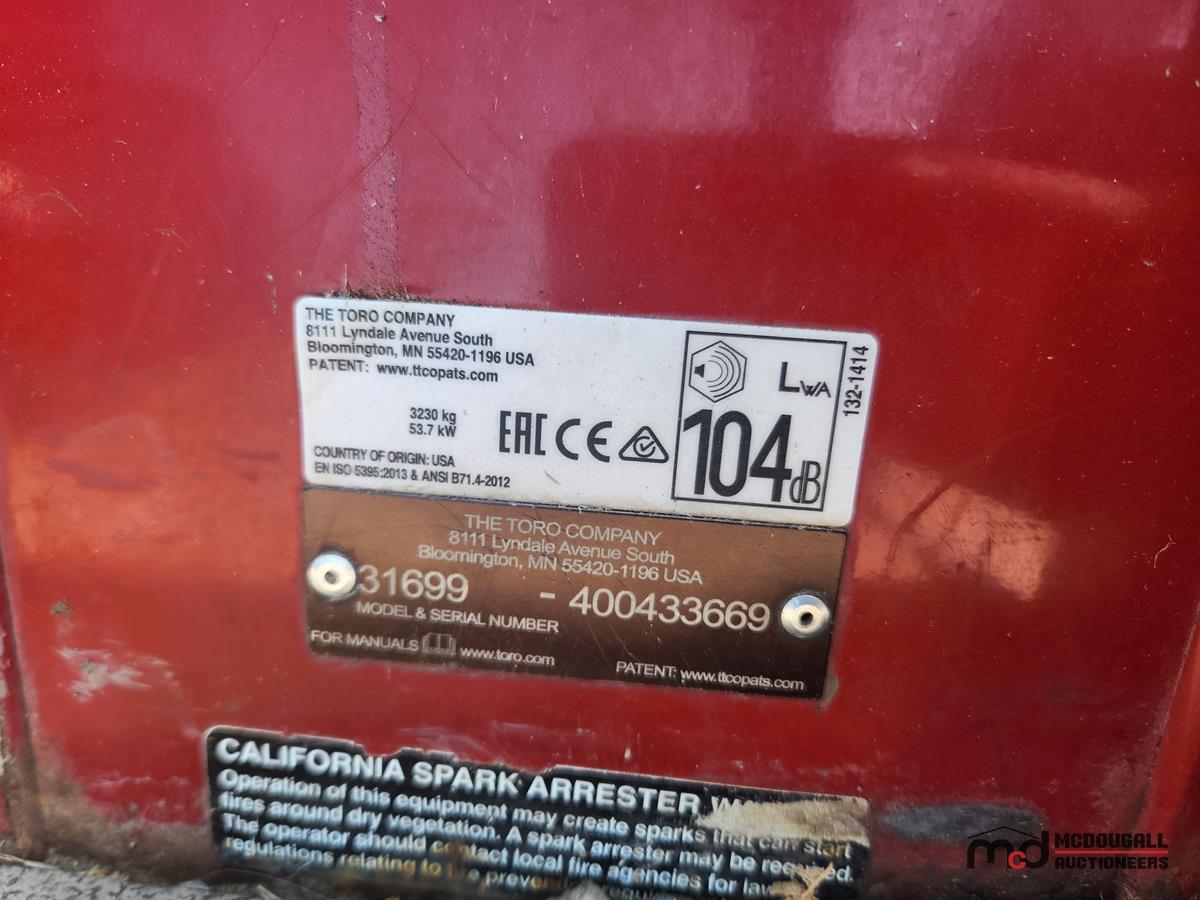 THE TORO COMPANY
8111 Lyndale Avenue South
Bloomington, MN 55420-1196 USA
PATENT: www.ttcopats.com
3230 kg
53.7 kW
COUNTRY OF ORIGIN: USA
EN ISO 5395:2013 & ANSI B71.4-2012
EAC CE
LWA
104dB
132-1414
THE TORO COMPANY
8111 Lyndale Avenue South
Bloomington, MN 55420-1196 USA
31699 - 400433669
MODEL & SERIAL NUMBER
FOR MANUALS www.toro.com
PATENT: www.ttcopats.com
CALIFORNIA SPARK ARRESTER
Operation of this equipment may create sparks that can start
fires around dry vegetation. A spark arrester may be required.
The operator should contact local fire agencies for
regulations relating to
mcd MCDOUGALL
AUCTIONEERS